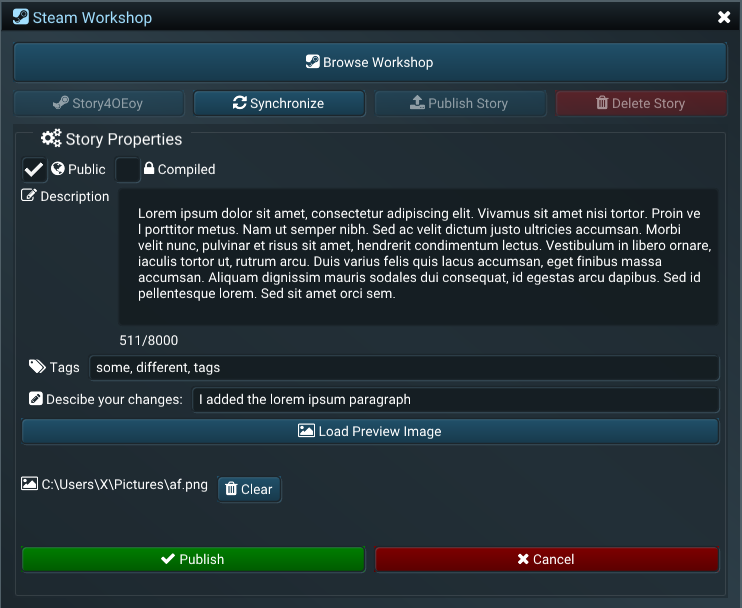 Steam Workshop
Browse Workshop
Story4OEoy Synchronize Publish Story Delete Story
Story Properties
Public Compiled
Description
Lorem ipsum dolor sit amet, consectetur adipiscing elit. Vivamus sit amet nisi tortor. Proin ve
l porttitor metus. Nam ut semper nibh. Sed ac velit dictum justo ultricies accumsan. Morbi
velit nunc, pulvinar et risus sit amet, hendrerit condimentum lectus. Vestibulum in libero ornare,
iaculis tortor ut, rutrum arcu. Duis varius felis quis lacus accumsan, eget finibus massa
accumsan. Aliquam dignissim mauris sodales dui consequat, id egestas arcu dapibus. Sed id
pellentesque lorem. Sed sit amet orci sem.
511/8000
Tags some, different, tags
Descibe your changes: I added the lorem ipsum paragraph
Load Preview Image
C:\Users\X\Pictures\af.png Clear
Publish Cancel